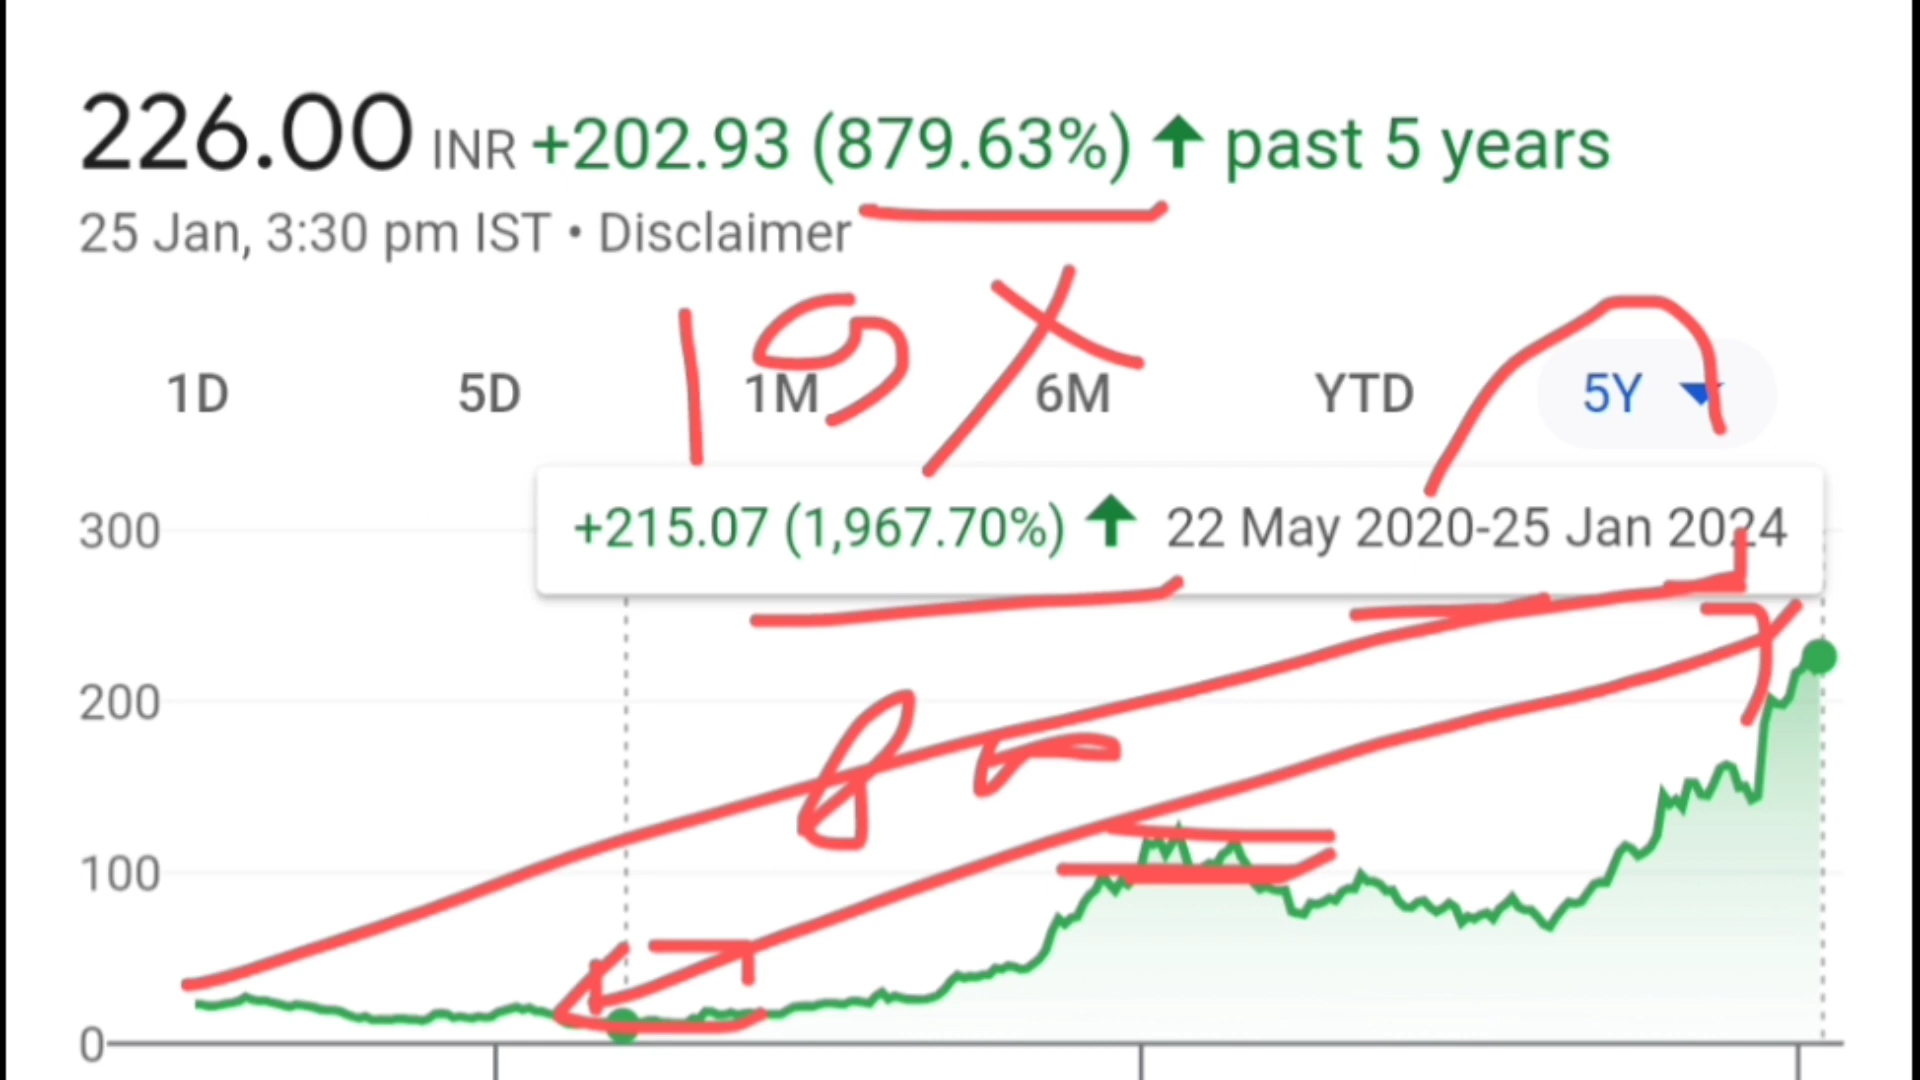 226.00 INR +202.93 (879.63%) ↑ past 5 years
25 Jan, 3:30 pm IST • Disclaimer
19X
1D 5D 1M 6M YTD 5Y
+215.07 (1,967.70%) ↑ 22 May 2020-25 Jan 2024
300
200
100
0